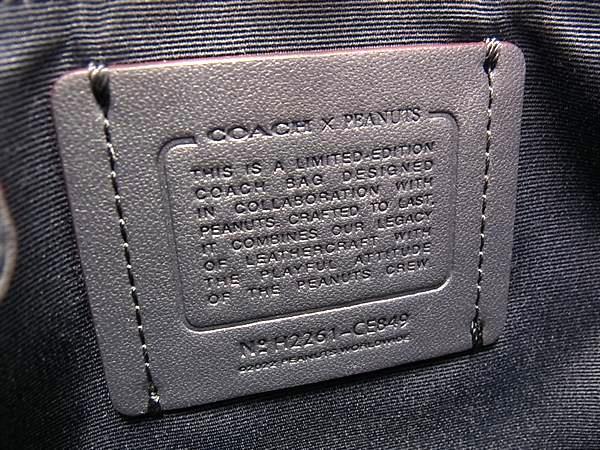 COACH X PEANUTS
THIS IS A LIMITED-EDITION
COACH BAG DESIGNED
IN COLLABORATION WITH
PEANUTS. CRAFTED TO LAST,
IT COMBINES OUR LEGACY
OF LEATHERCRAFT WITH
THE PLAYFUL ATTITUDE
OF THE PEANUTS CREW
Nº H2261-CE849
©2022 PEANUTS WORLDWIDE